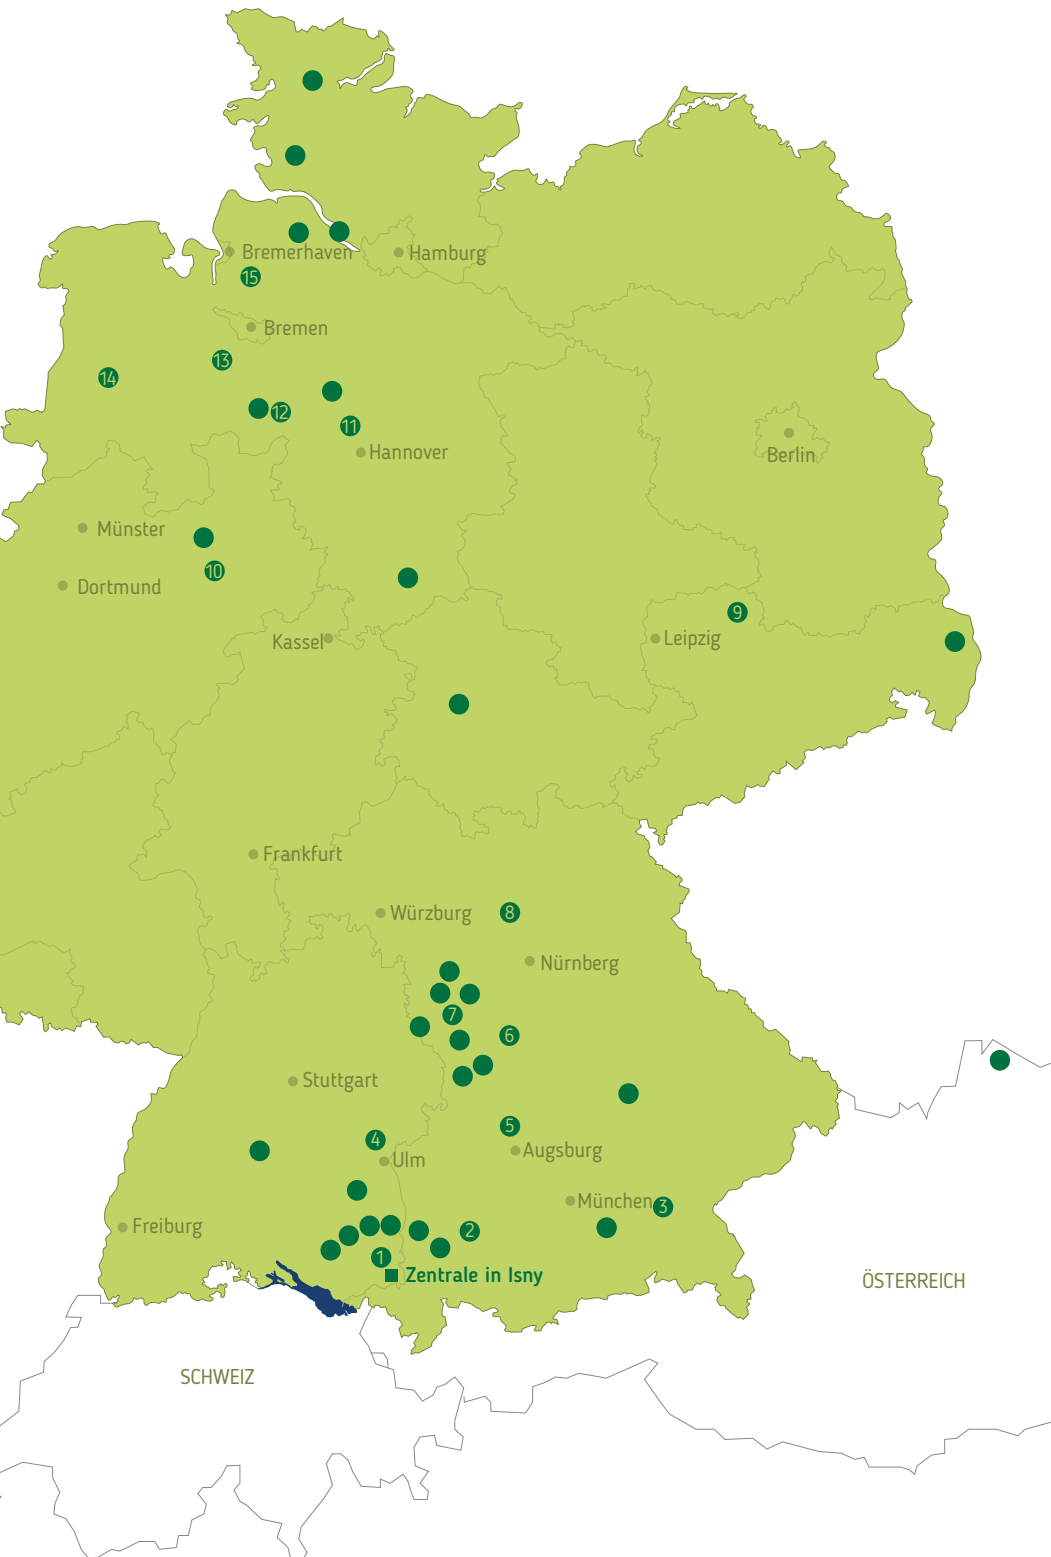 Bremerhaven
Hamburg
15
Bremen
13
14
12
11
Hannover
Berlin
Münster
10
Dortmund
9
Kassel
Leipzig
Frankfurt
8
Würzburg
Nürnberg
7
6
Stuttgart
5
4
Augsburg
Ulm
München
3
Freiburg
2
1
Zentrale in Isny
ÖSTERREICH
SCHWEIZ